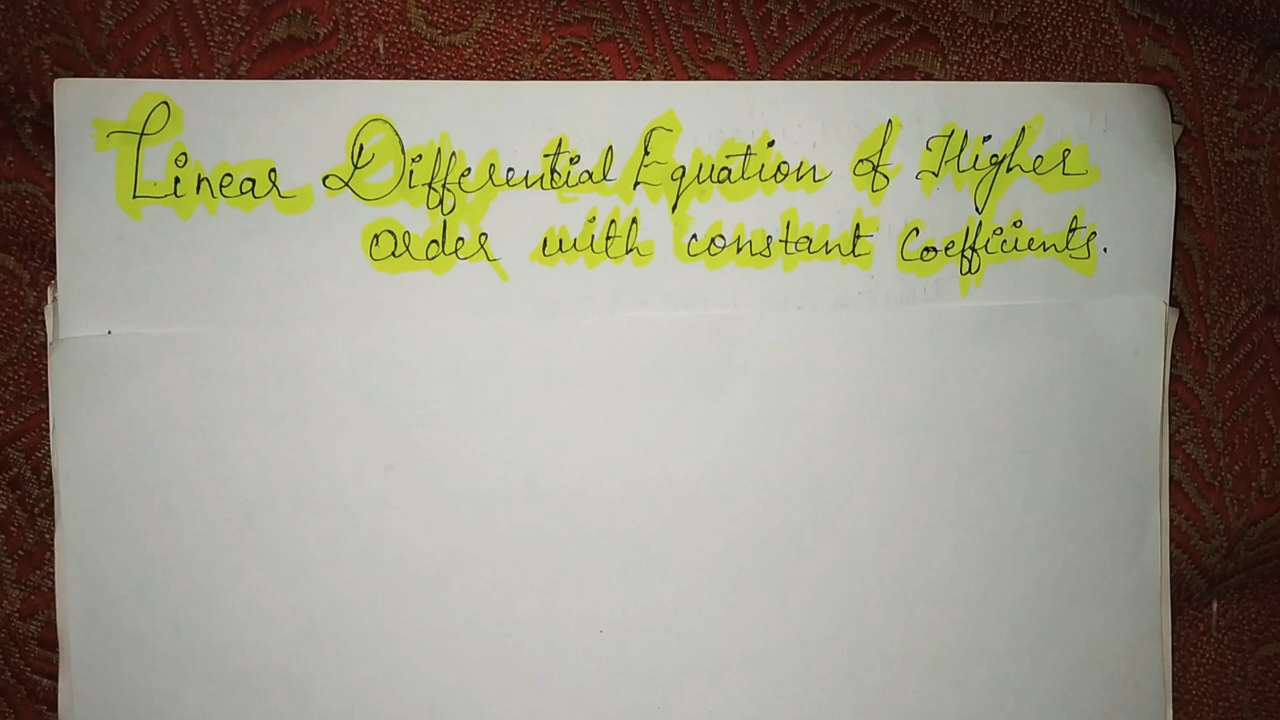 Linear Differential Equation of Higher
order with constant Coefficients.